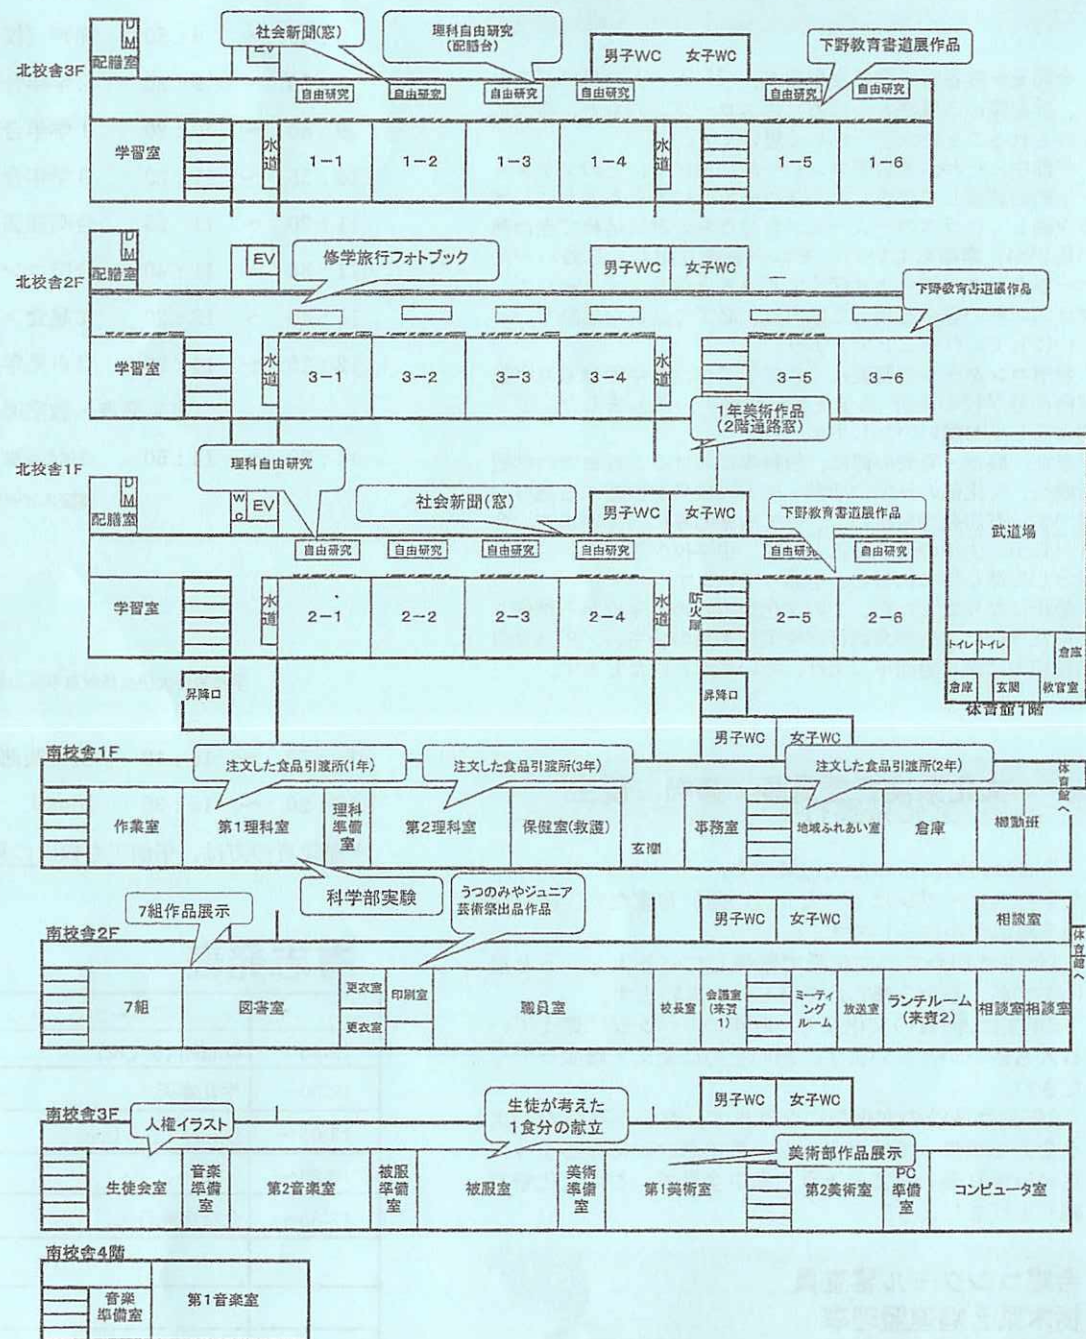 北校舎3F
配膳室
DM
社会新聞(窓)
EV
理科自由研究
(配膳台)
男子WC 女子WC
下野教育書道展作品
自由研究 自由研究 自由研究 自由研究 自由研究 自由研究
学習室 水道 1-1 1-2 1-3 1-4 水道 1-5 1-6
北校舎2F
配膳室
DM
EV
修学旅行フォトブック
男子WC 女子WC
下野教育書道展作品
学習室 水道 3-1 3-2 3-3 3-4 水道 3-5 3-6
1年美術作品
(2階通路窓)
北校舎1F
配膳室
DM
理科自由研究
WC
EV
社会新聞(窓)
男子WC 女子WC
下野教育書道展作品
自由研究 自由研究 自由研究 自由研究 自由研究 自由研究
学習室 水道 2-1 2-2 2-3 2-4 水道 防火扉 2-5 2-6
武道場
トイレ トイレ
倉庫
倉庫 玄関 教官室
体育館1階
昇降口 昇降口
南校舎1F
男子WC 女子WC
注文した食品引渡所(1年) 注文した食品引渡所(3年) 注文した食品引渡所(2年)
体育館へ
作業室 第1理科室 理科準備室 第2理科室 保健室(救護) 玄関 事務室 地域ふれあい室 倉庫
科学部実験
南校舎2F
7組作品展示
うつのみやジュニア
芸術祭出品作品
男子WC 女子WC 相談室
体育館へ
7組 図書室 更衣室 更衣室 印刷室 職員室 校長室 会議室(来賓1) ミーティングルーム 放送室 ランチルーム(来賓2) 相談室 相談室
南校舎3F
人権イラスト
生徒が考えた
1食分の献立
男子WC 女子WC
美術部作品展示
生徒会室 音楽準備室 第2音楽室 被服準備室 被服室 美術準備室 第1美術室 第2美術室 PC準備室 コンピュータ室
南校舎4階
音楽準備室 第1音楽室